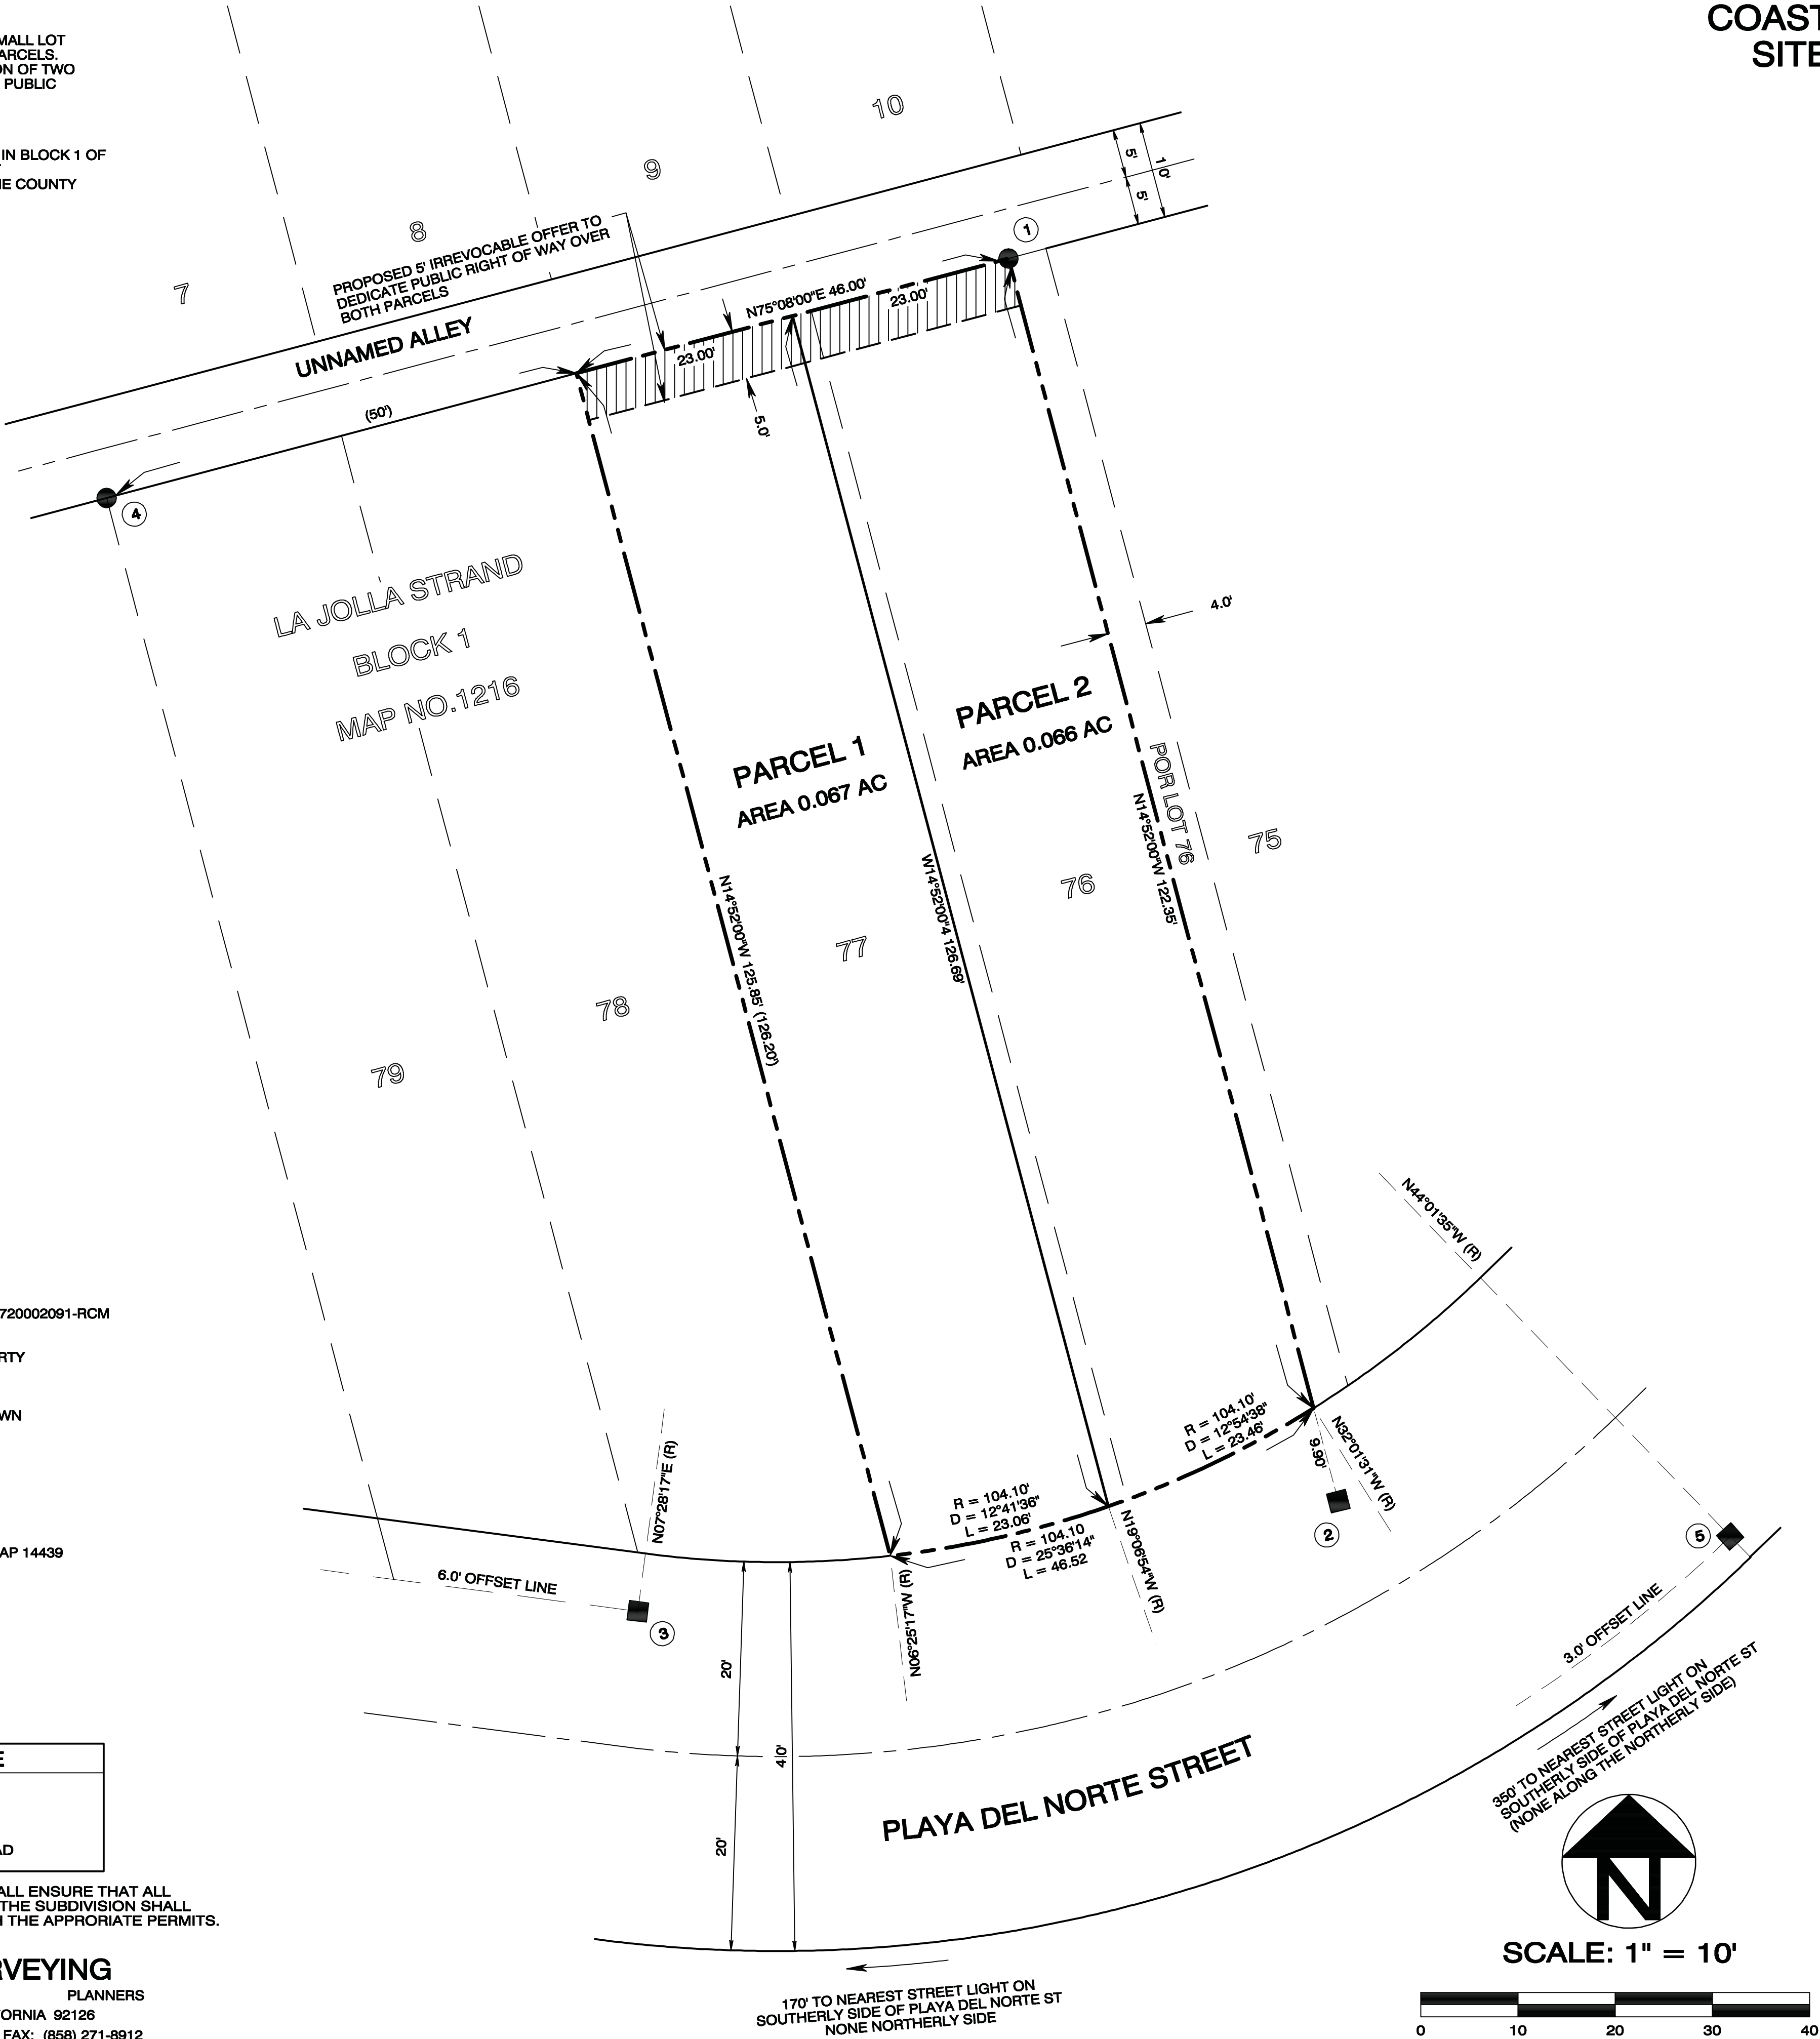 COAST
SITE
MALL LOT
ARCELS.
ON OF TWO
PUBLIC
IN BLOCK 1 OF
E COUNTY
10
9
8
7
5'
10'
5'
1
PROPOSED 5' IRREVOCABLE OFFER TO
DEDICATE PUBLIC RIGHT OF WAY OVER
BOTH PARCELS
UNNAMED ALLEY
N75°08'00"E 46.00'
23.00'
23.00'
(50')
5.0'
4
LA JOLLA STRAND
BLOCK 1
MAP NO.1216
4.0'
PARCEL 2
AREA 0.066 AC
PARCEL 1
AREA 0.067 AC
POR LOT 76
N14°52'00"W 122.35'
W14°52'00"4 126.69'
N14°52'00"W 125.85' (126.20')
75
76
77
78
79
720002091-RCM
RTY
WN
AP 14439
N44°01'35"W (R)
R = 104.10'
D = 12°54'38"
L = 23.46'
9.90'
N32°01'31"W (R)
2
5
R = 104.10'
D = 12°41'36"
L = 23.06'
R = 104.10
D = 25°36'14"
L = 46.52
N19°06'54"W (R)
N06°25'17"W (R)
N07°28'17"E (R)
6.0' OFFSET LINE
3
3.0' OFFSET LINE
20'
40'
20'
PLAYA DEL NORTE STREET
350' TO NEAREST STREET LIGHT ON
SOUTHERLY SIDE OF PLAYA DEL NORTE ST
(NONE ALONG THE NORTHERLY SIDE)
E
AD
ALL ENSURE THAT ALL
THE SUBDIVISION SHALL
H THE APPRORIATE PERMITS.
RVEYING
PLANNERS
FORNIA 92126
FAX: (858) 271-8912
170' TO NEAREST STREET LIGHT ON
SOUTHERLY SIDE OF PLAYA DEL NORTE ST
NONE NORTHERLY SIDE
N
SCALE: 1" = 10'
0 10 20 30 40